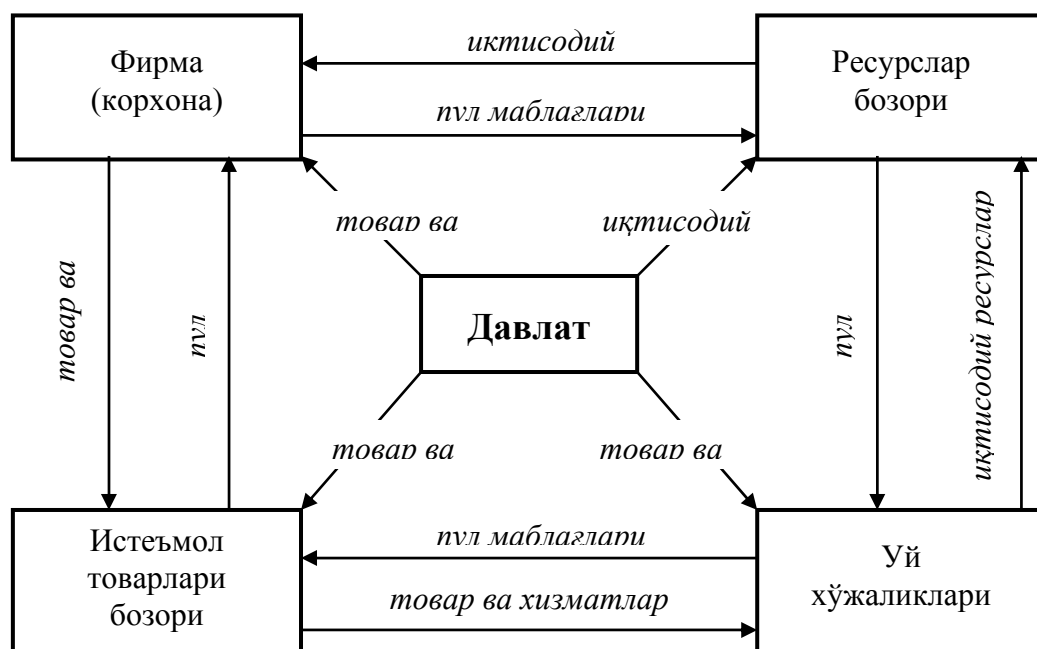 иқтисодий
Фирма
(корхона)
Ресурслар
бозори
пул маблағлари
товар ва
иқтисодий
товар ва
пул
Давлат
пул
иқтисодий ресурслар
товар ва
товар ва
Истеъмол
товарлари
бозори
пул маблағлари
Уй
хўжаликлари
товар ва хизматлар